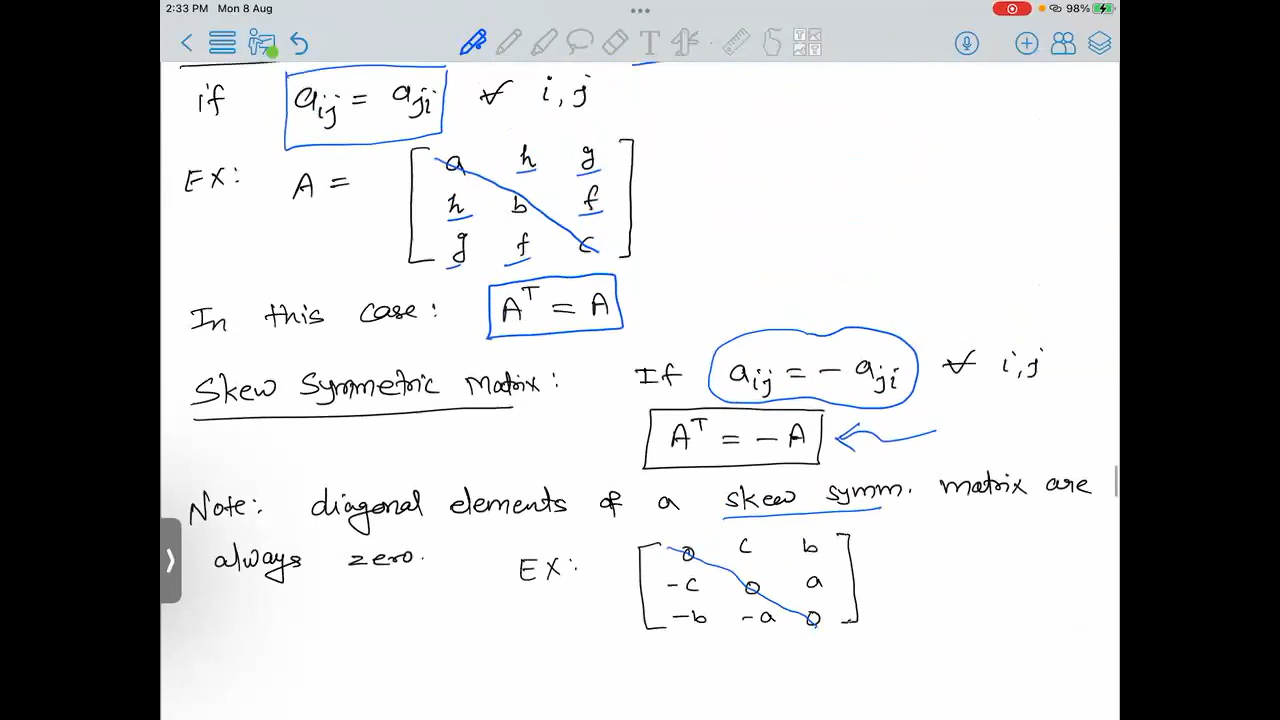 2:33 PM Mon 8 Aug
98%
if aᵢⱼ = aⱼᵢ ∀ i, j
EX: A = [ a h g
h b f
g f c ]
In this case: Aᵀ = A
Skew Symmetric Matrix: If aᵢⱼ = - aⱼᵢ ∀ i, j
Aᵀ = - A
Note: diagonal elements of a skew symm. matrix are
always zero. EX: [ 0 c b
-c 0 a
-b -a 0 ]